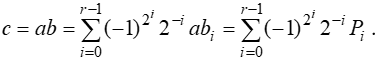 $c = ab = \sum_{i=0}^{r-1} (-1)^{2^i} 2^{-i} ab_i = \sum_{i=0}^{r-1} (-1)^{2^i} 2^{-i} P_i .$